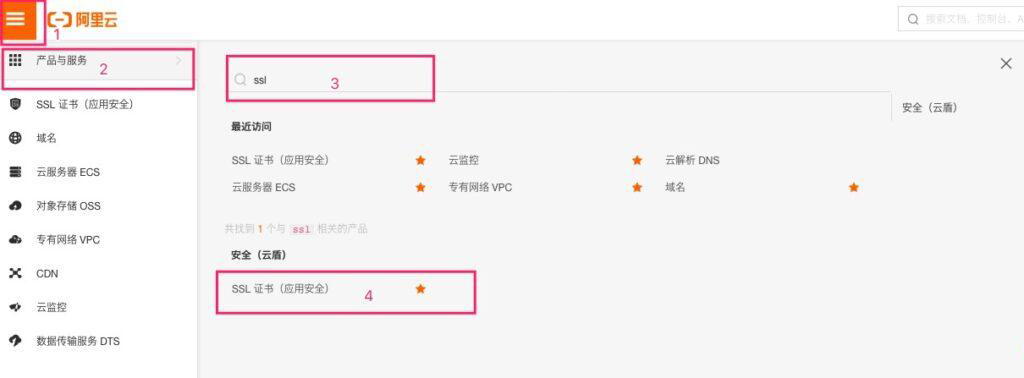 阿里云
1
搜索文档、控制台、A
产品与服务
2
ssl
3
SSL 证书（应用安全）
域名
云服务器 ECS
对象存储 OSS
专有网络 VPC
CDN
云监控
数据传输服务 DTS
安全（云盾）
最近访问
SSL 证书（应用安全） 云监控 云解析 DNS
云服务器 ECS 专有网络 VPC 域名
共找到 1 个与 ssl 相关的产品
安全（云盾）
SSL 证书（应用安全）
4